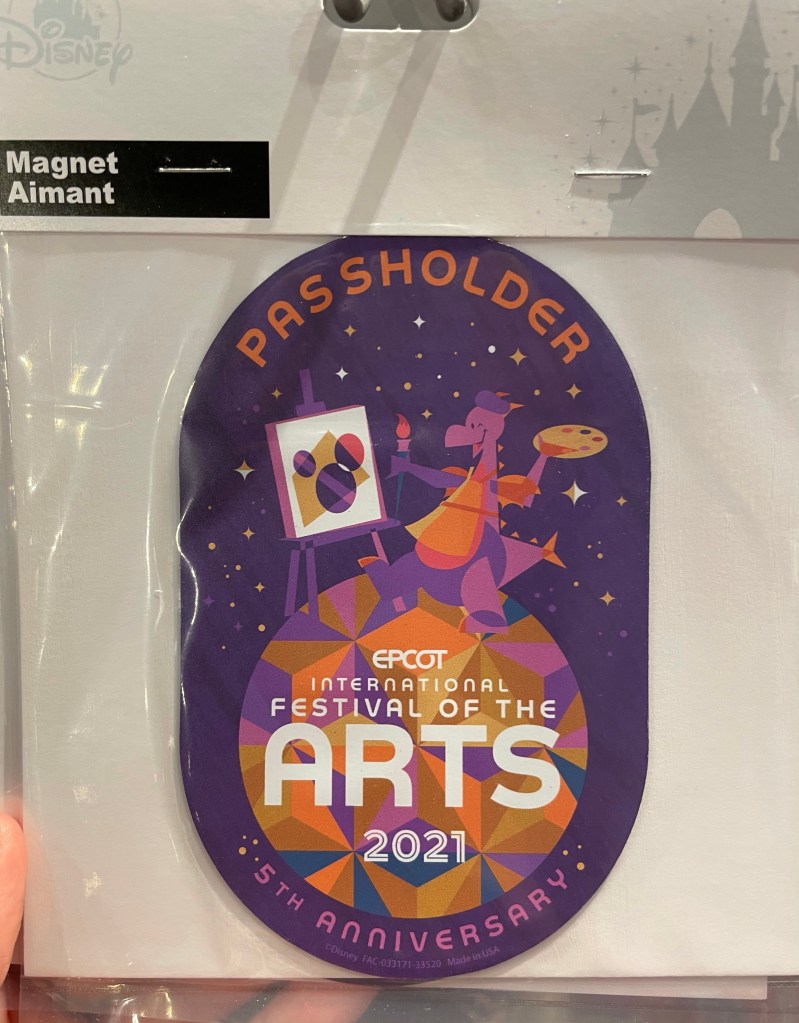 Disney
Magnet
Aimant
PASSHOLDER
EPCOT
INTERNATIONAL
FESTIVAL OF THE
ARTS
2021
5TH ANNIVERSARY
©Disney FAC-033171-33520 Made in USA